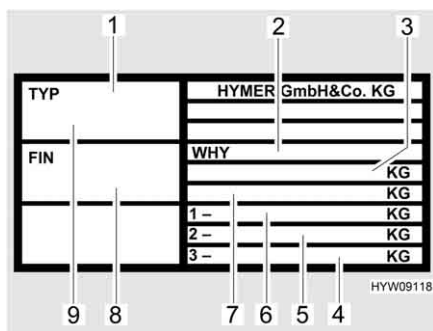 1 2 3
TYP HYMER GmbH&Co. KG
FIN WHY
KG
KG
1 – KG
2 – KG
3 – KG
HYW09118
9 8 7 6 5 4